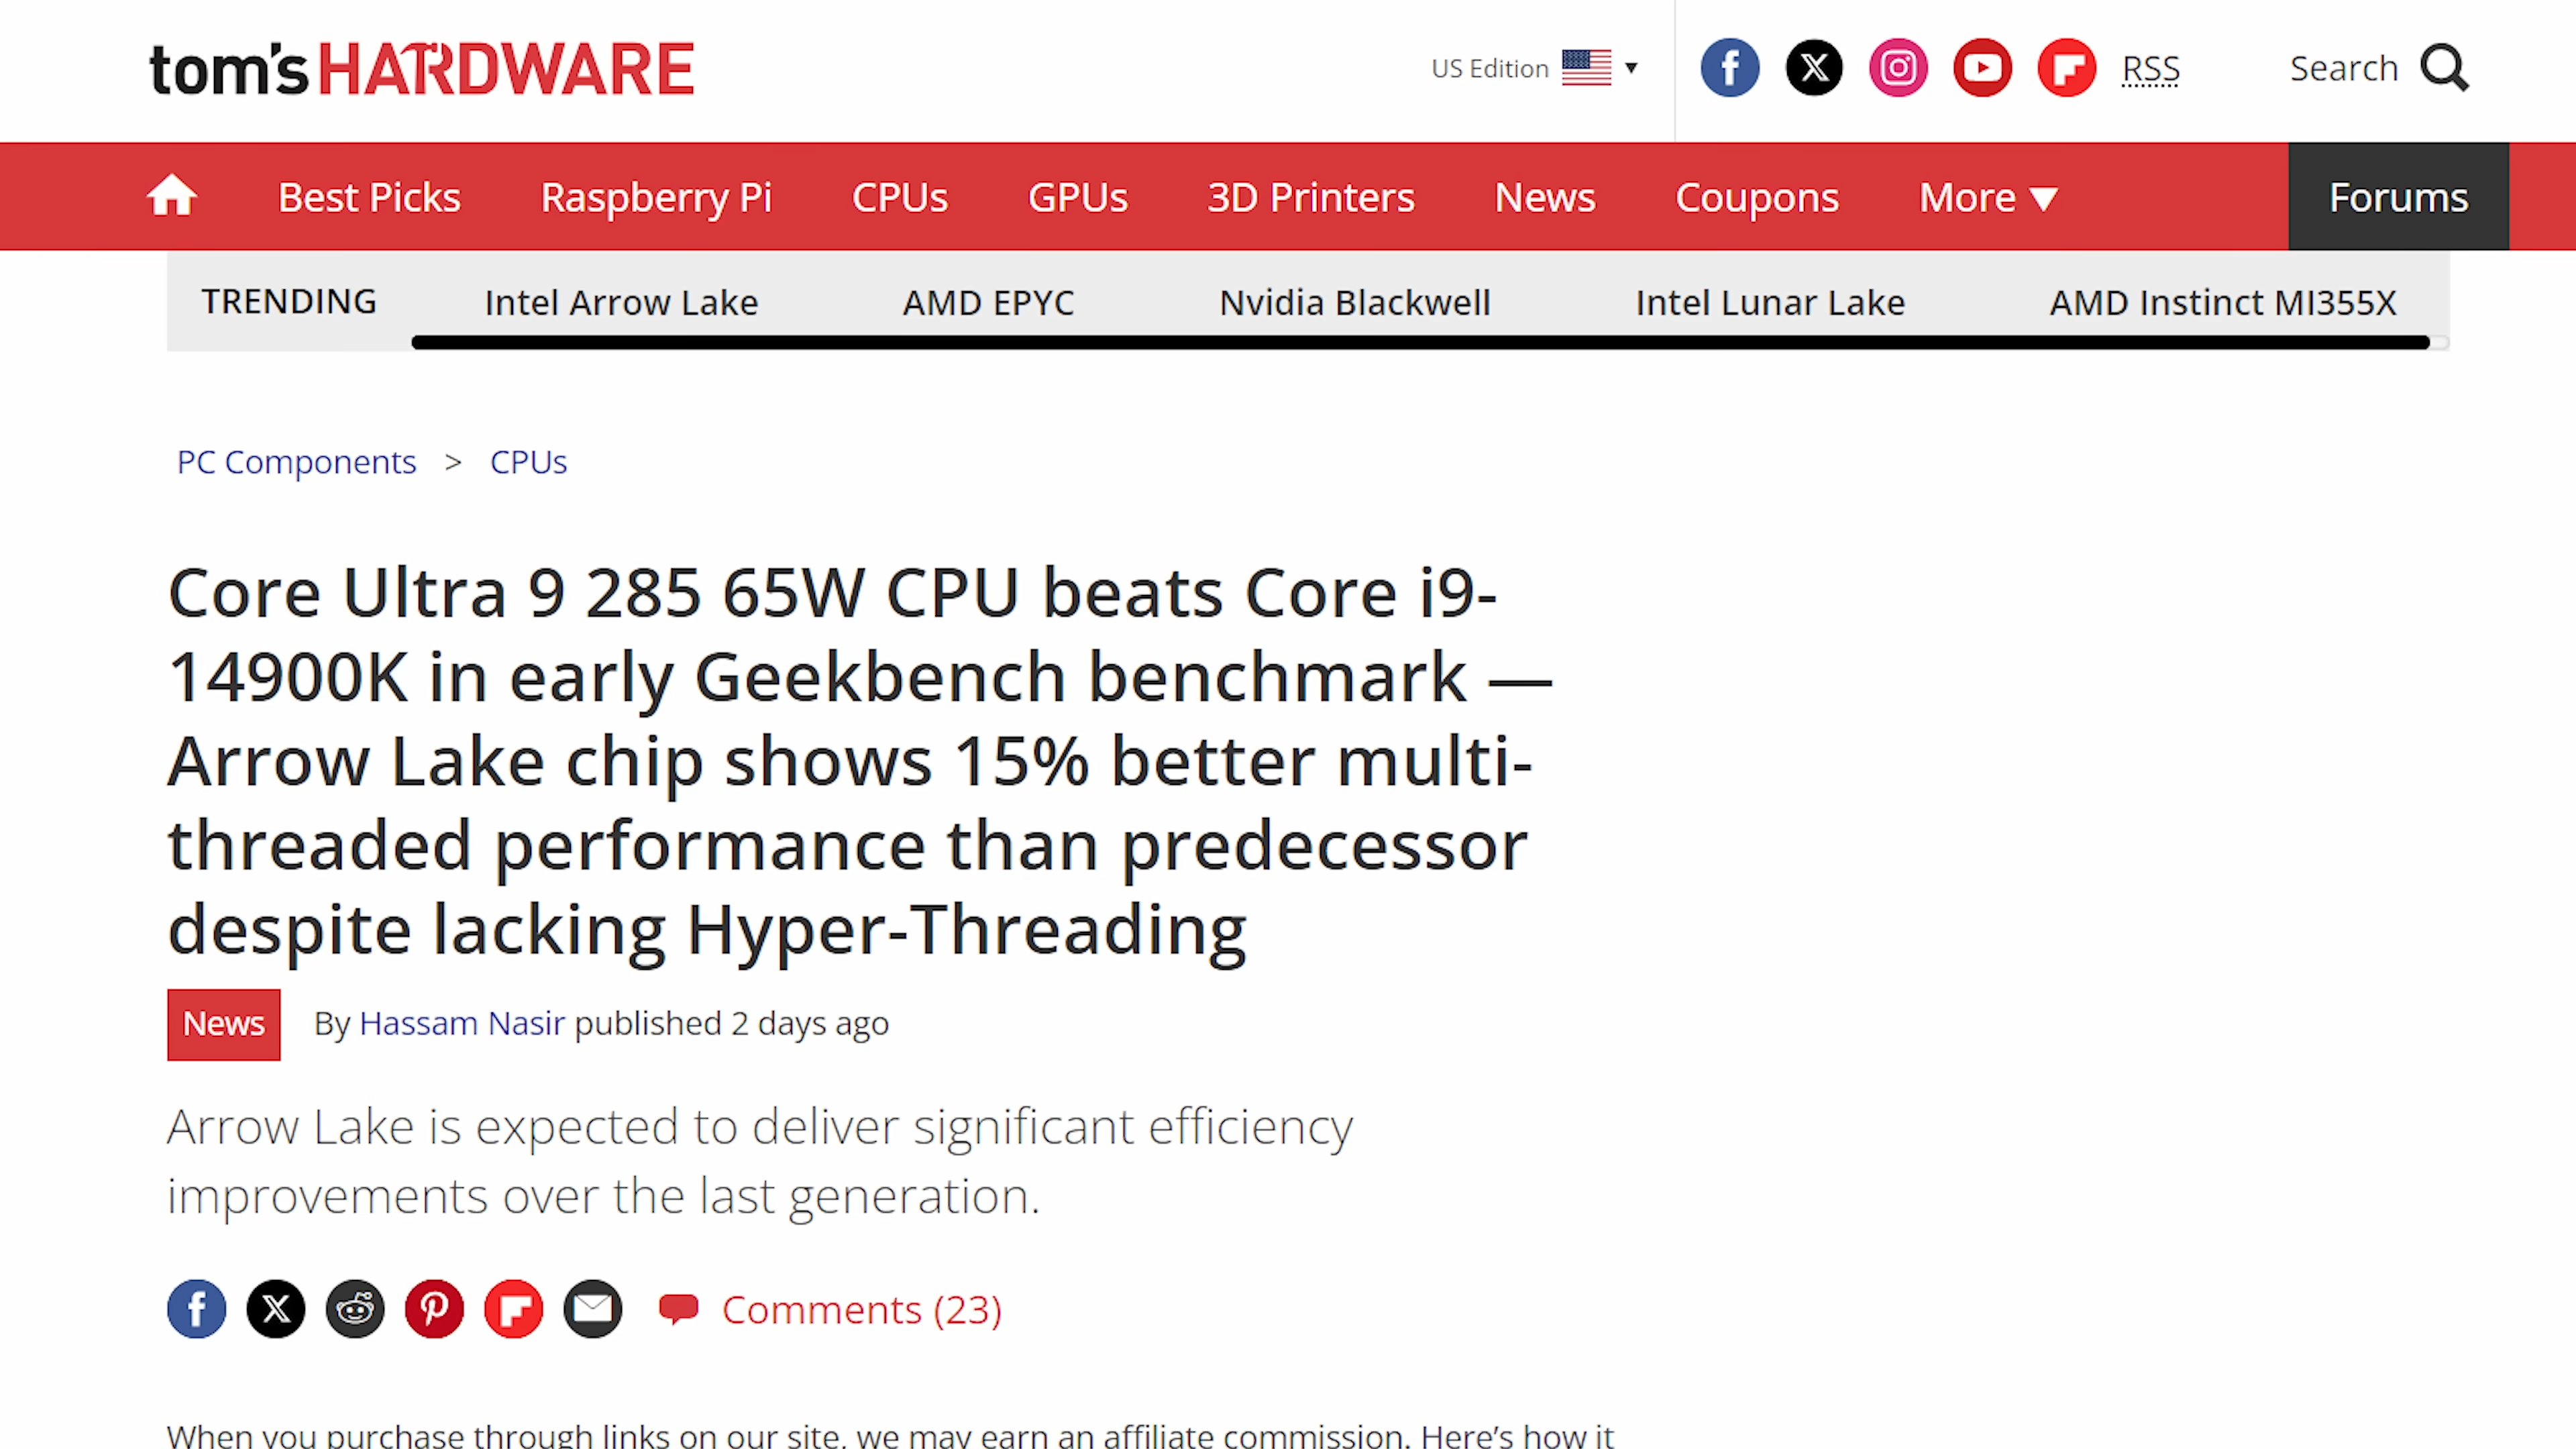 tom's HARDWARE
US Edition
RSS
Search
Best Picks
Raspberry Pi
CPUs
GPUs
3D Printers
News
Coupons
More
Forums
TRENDING
Intel Arrow Lake
AMD EPYC
Nvidia Blackwell
Intel Lunar Lake
AMD Instinct MI355X
PC Components > CPUs
Core Ultra 9 285 65W CPU beats Core i9-
14900K in early Geekbench benchmark —
Arrow Lake chip shows 15% better multi-
threaded performance than predecessor
despite lacking Hyper-Threading
News
By Hassam Nasir published 2 days ago
Arrow Lake is expected to deliver significant efficiency
improvements over the last generation.
Comments (23)
When you purchase through links on our site, we may earn an affiliate commission. Here's how it